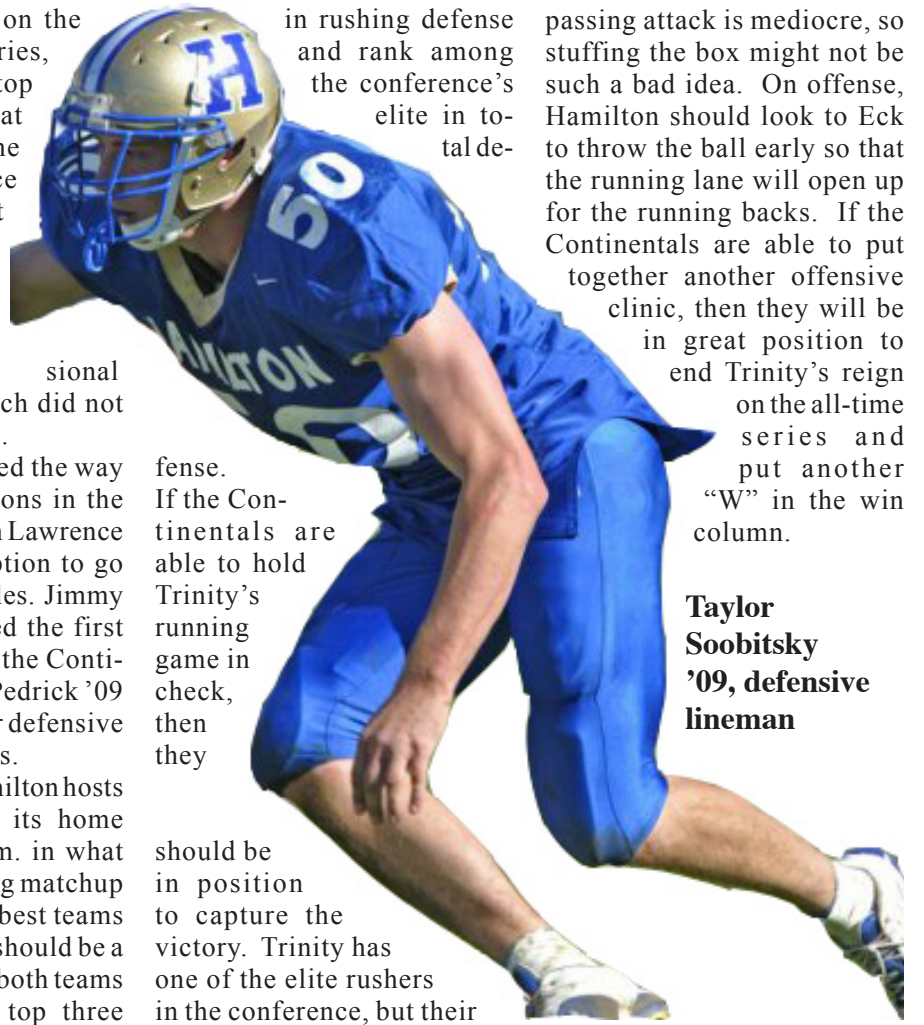 on the
ries,
top
at
ne
ce
t
sional
ch did not
.
ed the way
ons in the
Lawrence
ption to go
les. Jimmy
ed the first
the Conti-
Pedrick ’09
r defensive
s.
ilton hosts
its home
m. in what
g matchup
best teams
should be a
both teams
top three
in rushing defense
and rank among
the conference’s
elite in to-
tal de-
fense.
If the Con-
tinentals are
able to hold
Trinity’s
running
game in
check,
then
they
should be
in position
to capture the
victory. Trinity has
one of the elite rushers
in the conference, but their
passing attack is mediocre, so
stuffing the box might not be
such a bad idea. On offense,
Hamilton should look to Eck
to throw the ball early so that
the running lane will open up
for the running backs. If the
Continentals are able to put
together another offensive
clinic, then they will be
in great position to
end Trinity’s reign
on the all-time
series and
put another
“W” in the win
column.
Taylor
Soobitsky
’09, defensive
lineman
H
50
HAMILTON